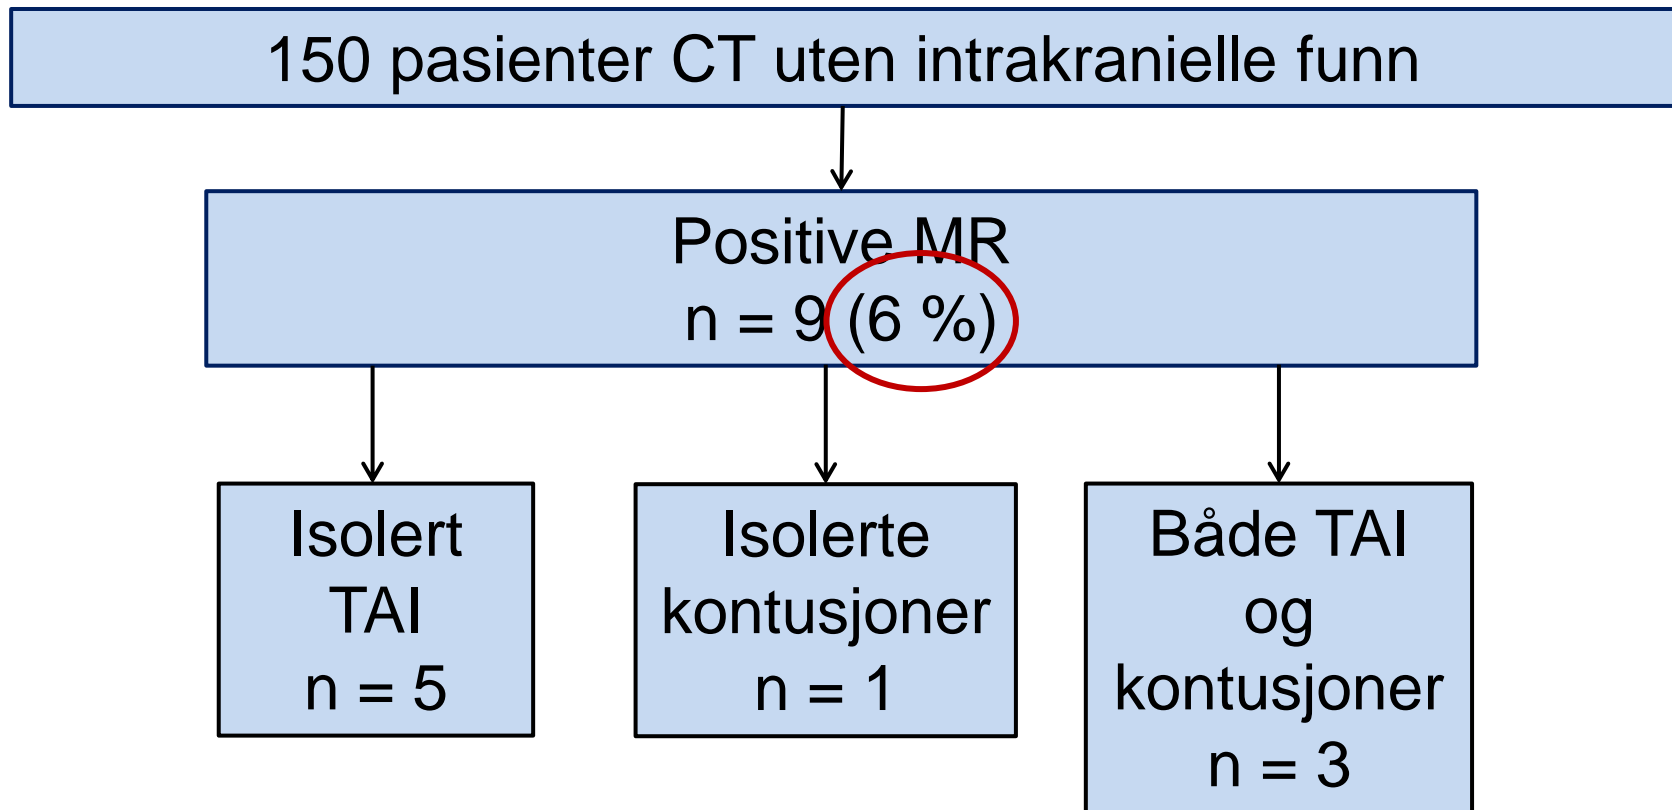 150 pasienter CT uten intrakranielle funn
Positive MR
n = 9 (6 %)
Isolert
TAI
n = 5
Isolerte
kontusjoner
n = 1
Både TAI
og
kontusjoner
n = 3